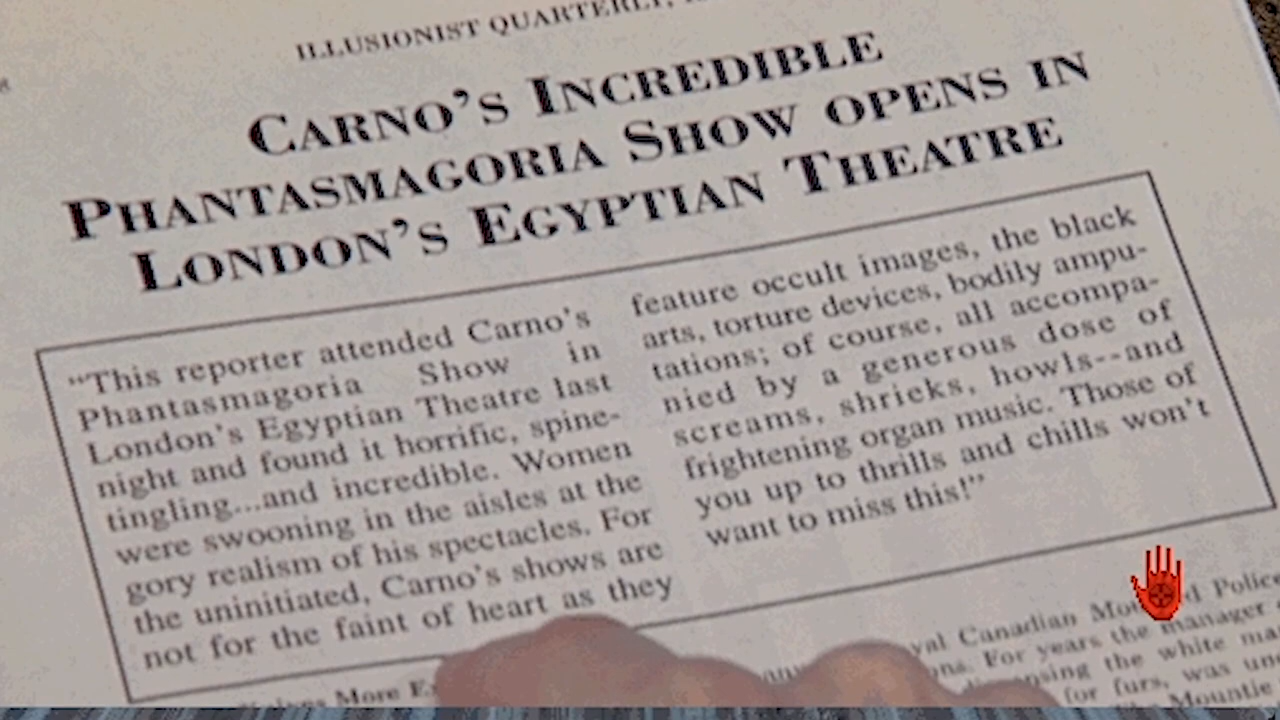 ILLUSIONIST QUARTERLY,
CARNO'S INCREDIBLE
PHANTASMAGORIA SHOW OPENS IN
LONDON'S EGYPTIAN THEATRE
"This reporter attended Carno's
Phantasmagoria Show in
London's Egyptian Theatre last
night and found it horrific, spine-
tingling...and incredible. Women
were swooning in the aisles at the
gory realism of his spectacles. For
the uninitiated, Carno's shows are
not for the faint of heart as they
feature occult images, the black
arts, torture devices, bodily ampu-
tations; of course, all accompa-
nied by a generous dose of
screams, shrieks, howls--and
frightening organ music. Those of
you up to thrills and chills won't
want to miss this!"
More
Canadian
For years the manager
the white
for furs, was
Mountie